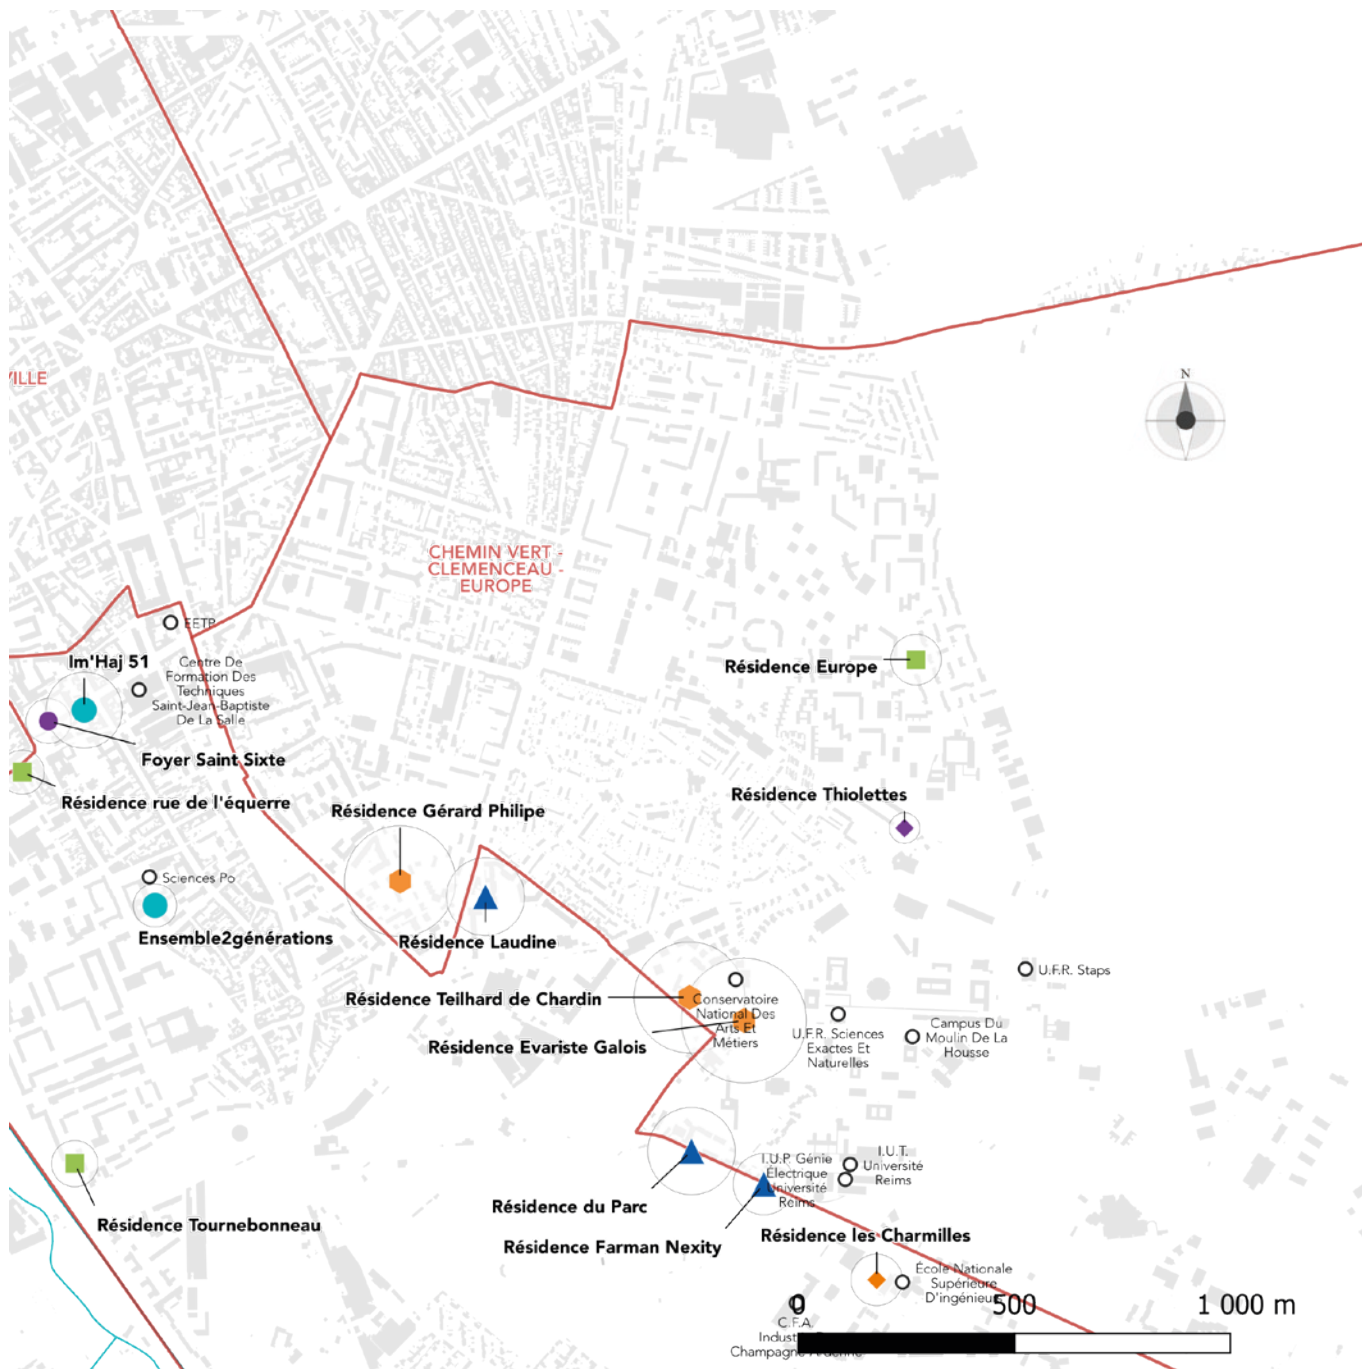 N
VILLE
CHEMIN VERT -
CLEMENCEAU -
EUROPE
EETP
Im'Haj 51
Centre De
Formation Des
Techniques
Saint-Jean-Baptiste
De La Salle
Résidence Europe
Foyer Saint Sixte
Résidence rue de l'équerre
Résidence Gérard Philipe
Résidence Thiolettes
Sciences Po
Ensemble2générations
Résidence Laudine
U.F.R. Staps
Résidence Teilhard de Chardin
Conservatoire
National Des
Arts Et
Métiers
Résidence Evariste Galois
U.F.R. Sciences
Exactes Et
Naturelles
Campus Du
Moulin De La
Housse
I.U.P. Génie
Électrique
Université
Reims
I.U.T.
Université
Reims
Résidence du Parc
Résidence Tournebonneau
Résidence Farman Nexity
Résidence les Charmilles
École Nationale
Supérieure
D'ingénieurs
0 500 1 000 m
C.F.A.
Champagne Ardenne